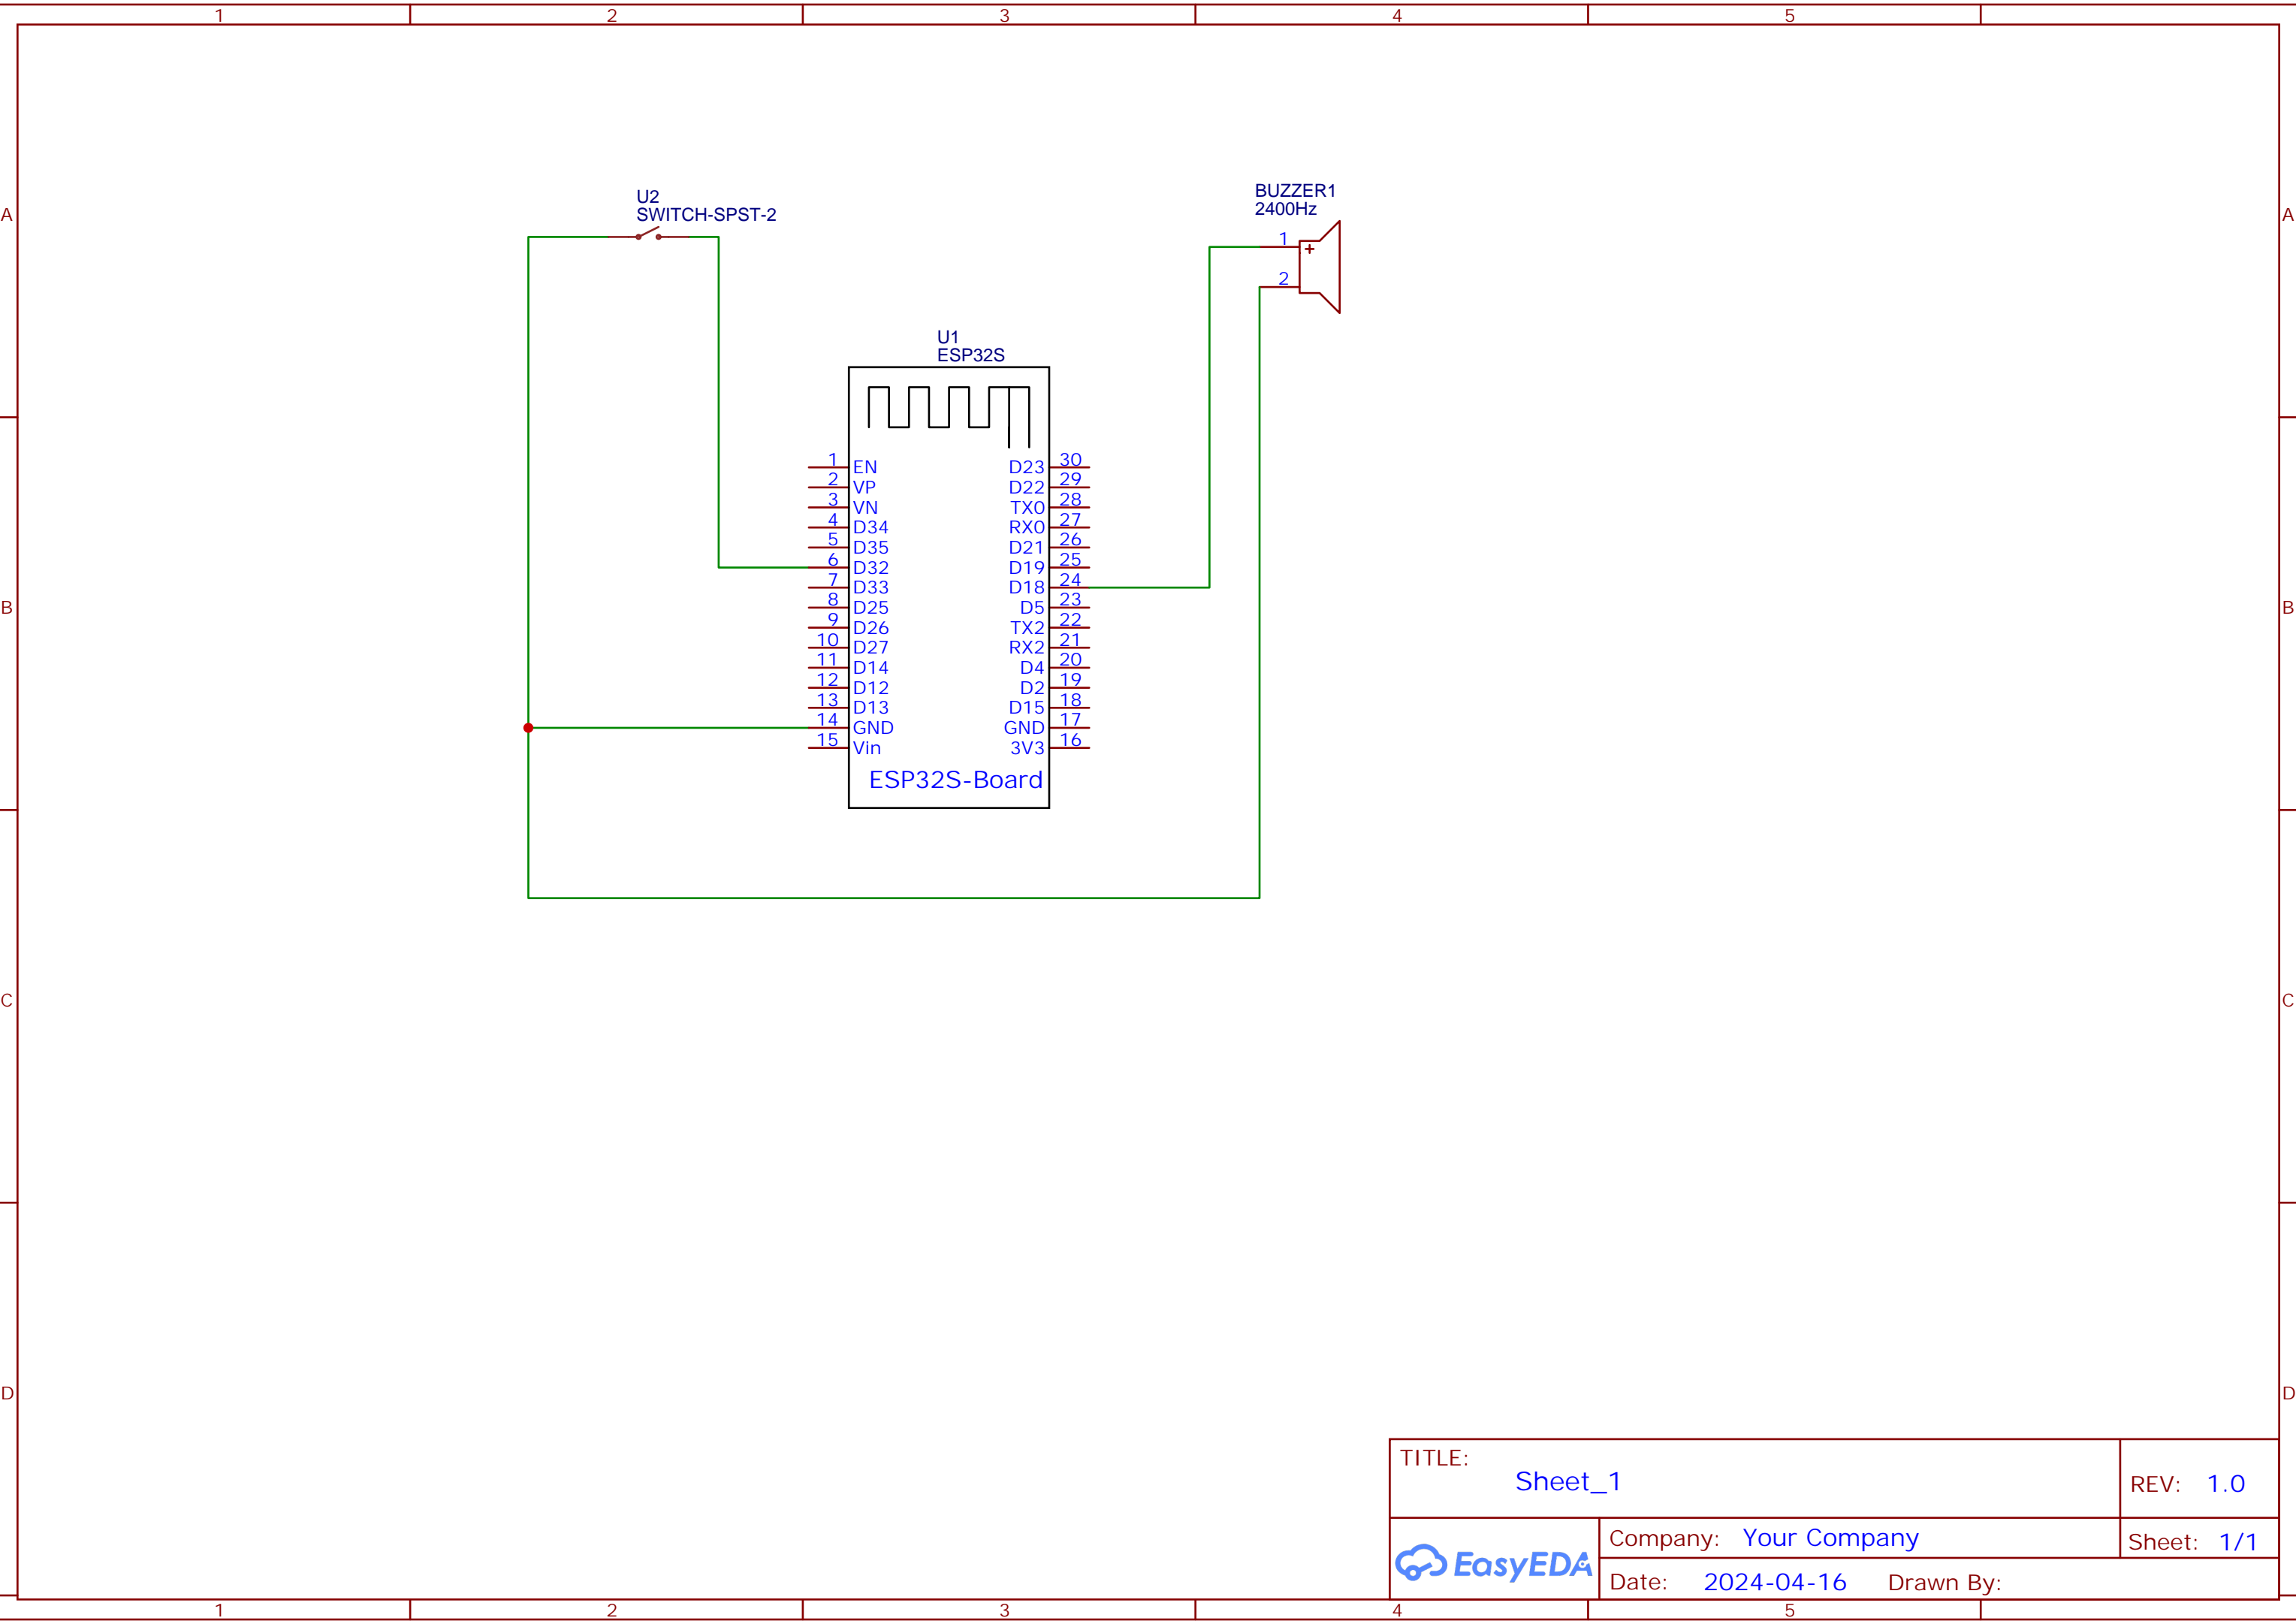 1 2 3 4 5
A A
U2
SWITCH-SPST-2
BUZZER1
2400Hz
1
+
2
U1
ESP32S
1 EN D23 30
2 VP D22 29
3 VN TX0 28
4 D34 RX0 27
5 D35 D21 26
6 D32 D19 25
7 D33 D18 24
8 D25 D5 23
9 D26 TX2 22
10 D27 RX2 21
11 D14 D4 20
12 D12 D2 19
13 D13 D15 18
14 GND GND 17
15 Vin 3V3 16
ESP32S-Board
B B
C C
D D
TITLE:
Sheet_1
REV: 1.0
EasyEDA
Company: Your Company
Sheet: 1/1
Date: 2024-04-16 Drawn By:
1 2 3 4 5